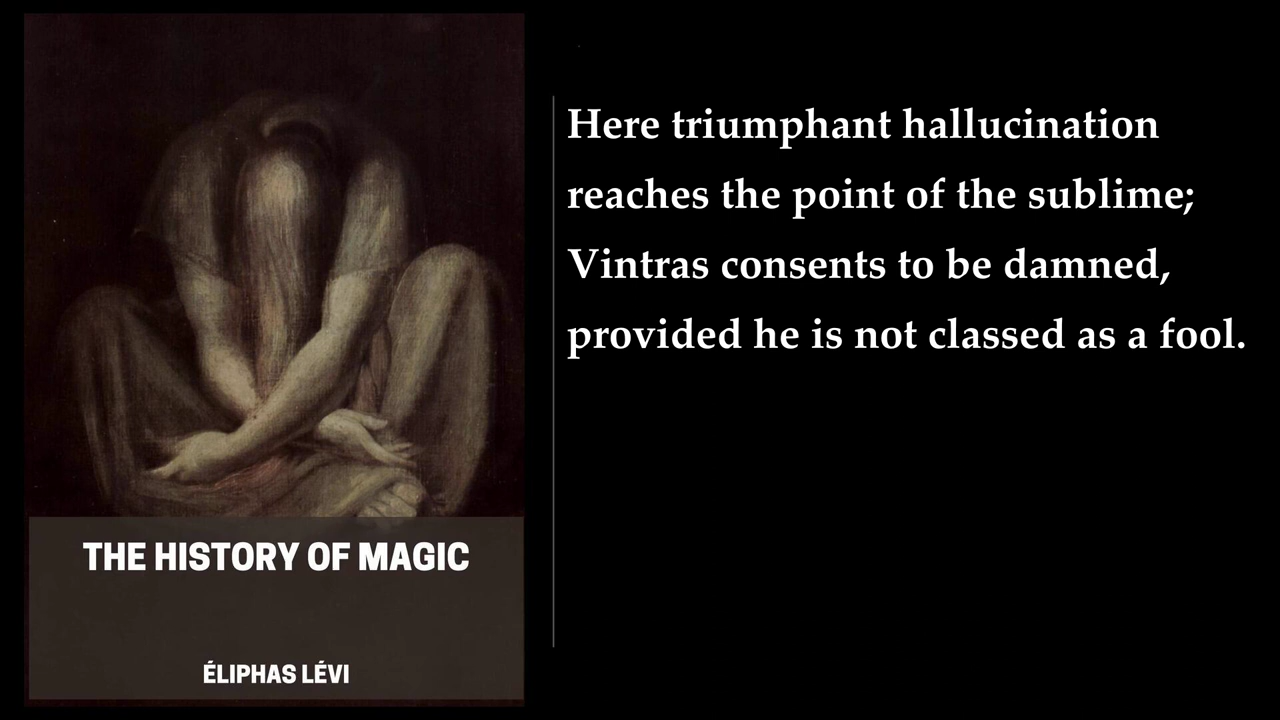 THE HISTORY OF MAGIC
ÉLIPHAS LÉVI
Here triumphant hallucination
reaches the point of the sublime;
Vintras consents to be damned,
provided he is not classed as a fool.